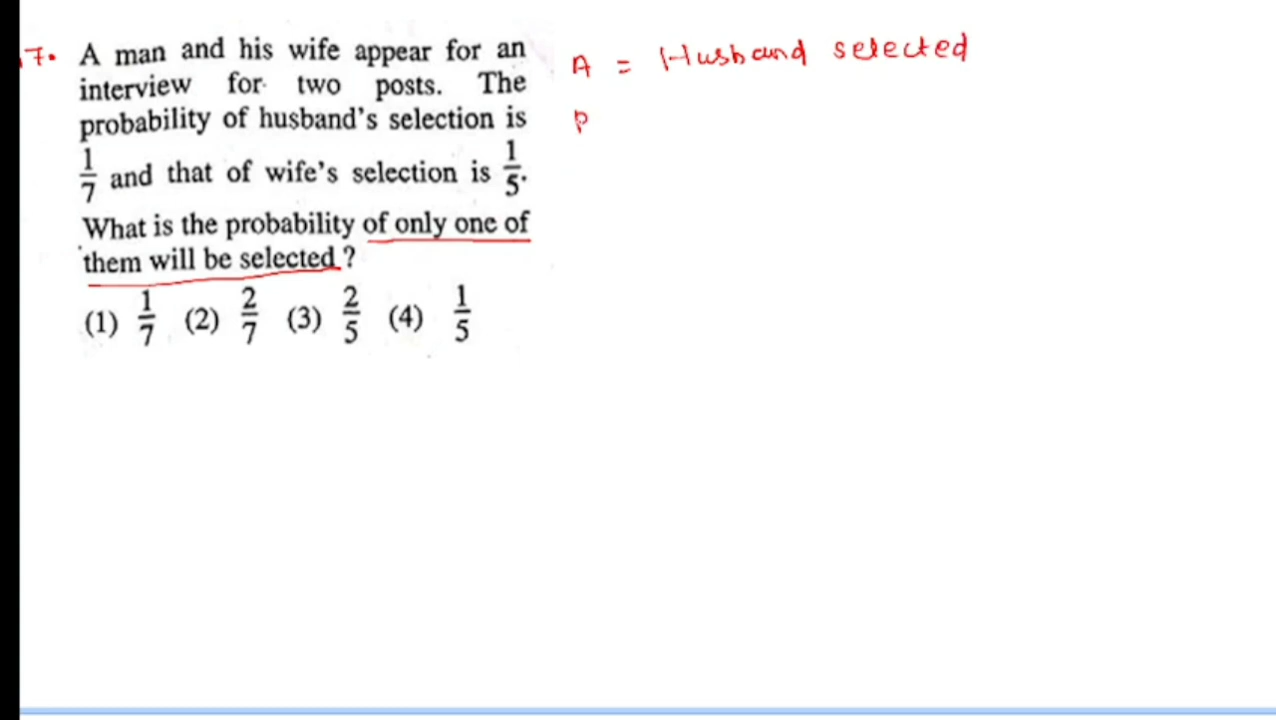 7. A man and his wife appear for an
interview for two posts. The
probability of husband's selection is
1/7 and that of wife's selection is 1/5.
What is the probability of only one of
them will be selected ?
(1) 1/7 (2) 2/7 (3) 2/5 (4) 1/5
A = Husband selected
P